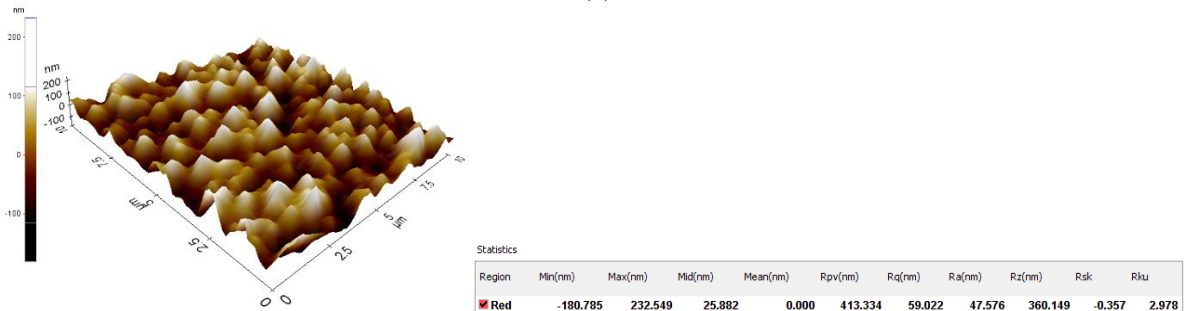 nm
200
100
0
-100
nm
200
100
0
-100
10
7.5
μm
5
2.5
0
0
2.5
5
μm
7.5
10
Statistics
Region Min(nm) Max(nm) Mid(nm) Mean(nm) Rpv(nm) Rq(nm) Ra(nm) Rz(nm) Rsk Rku
Red -180.785 232.549 25.882 0.000 413.334 59.022 47.576 360.149 -0.357 2.978